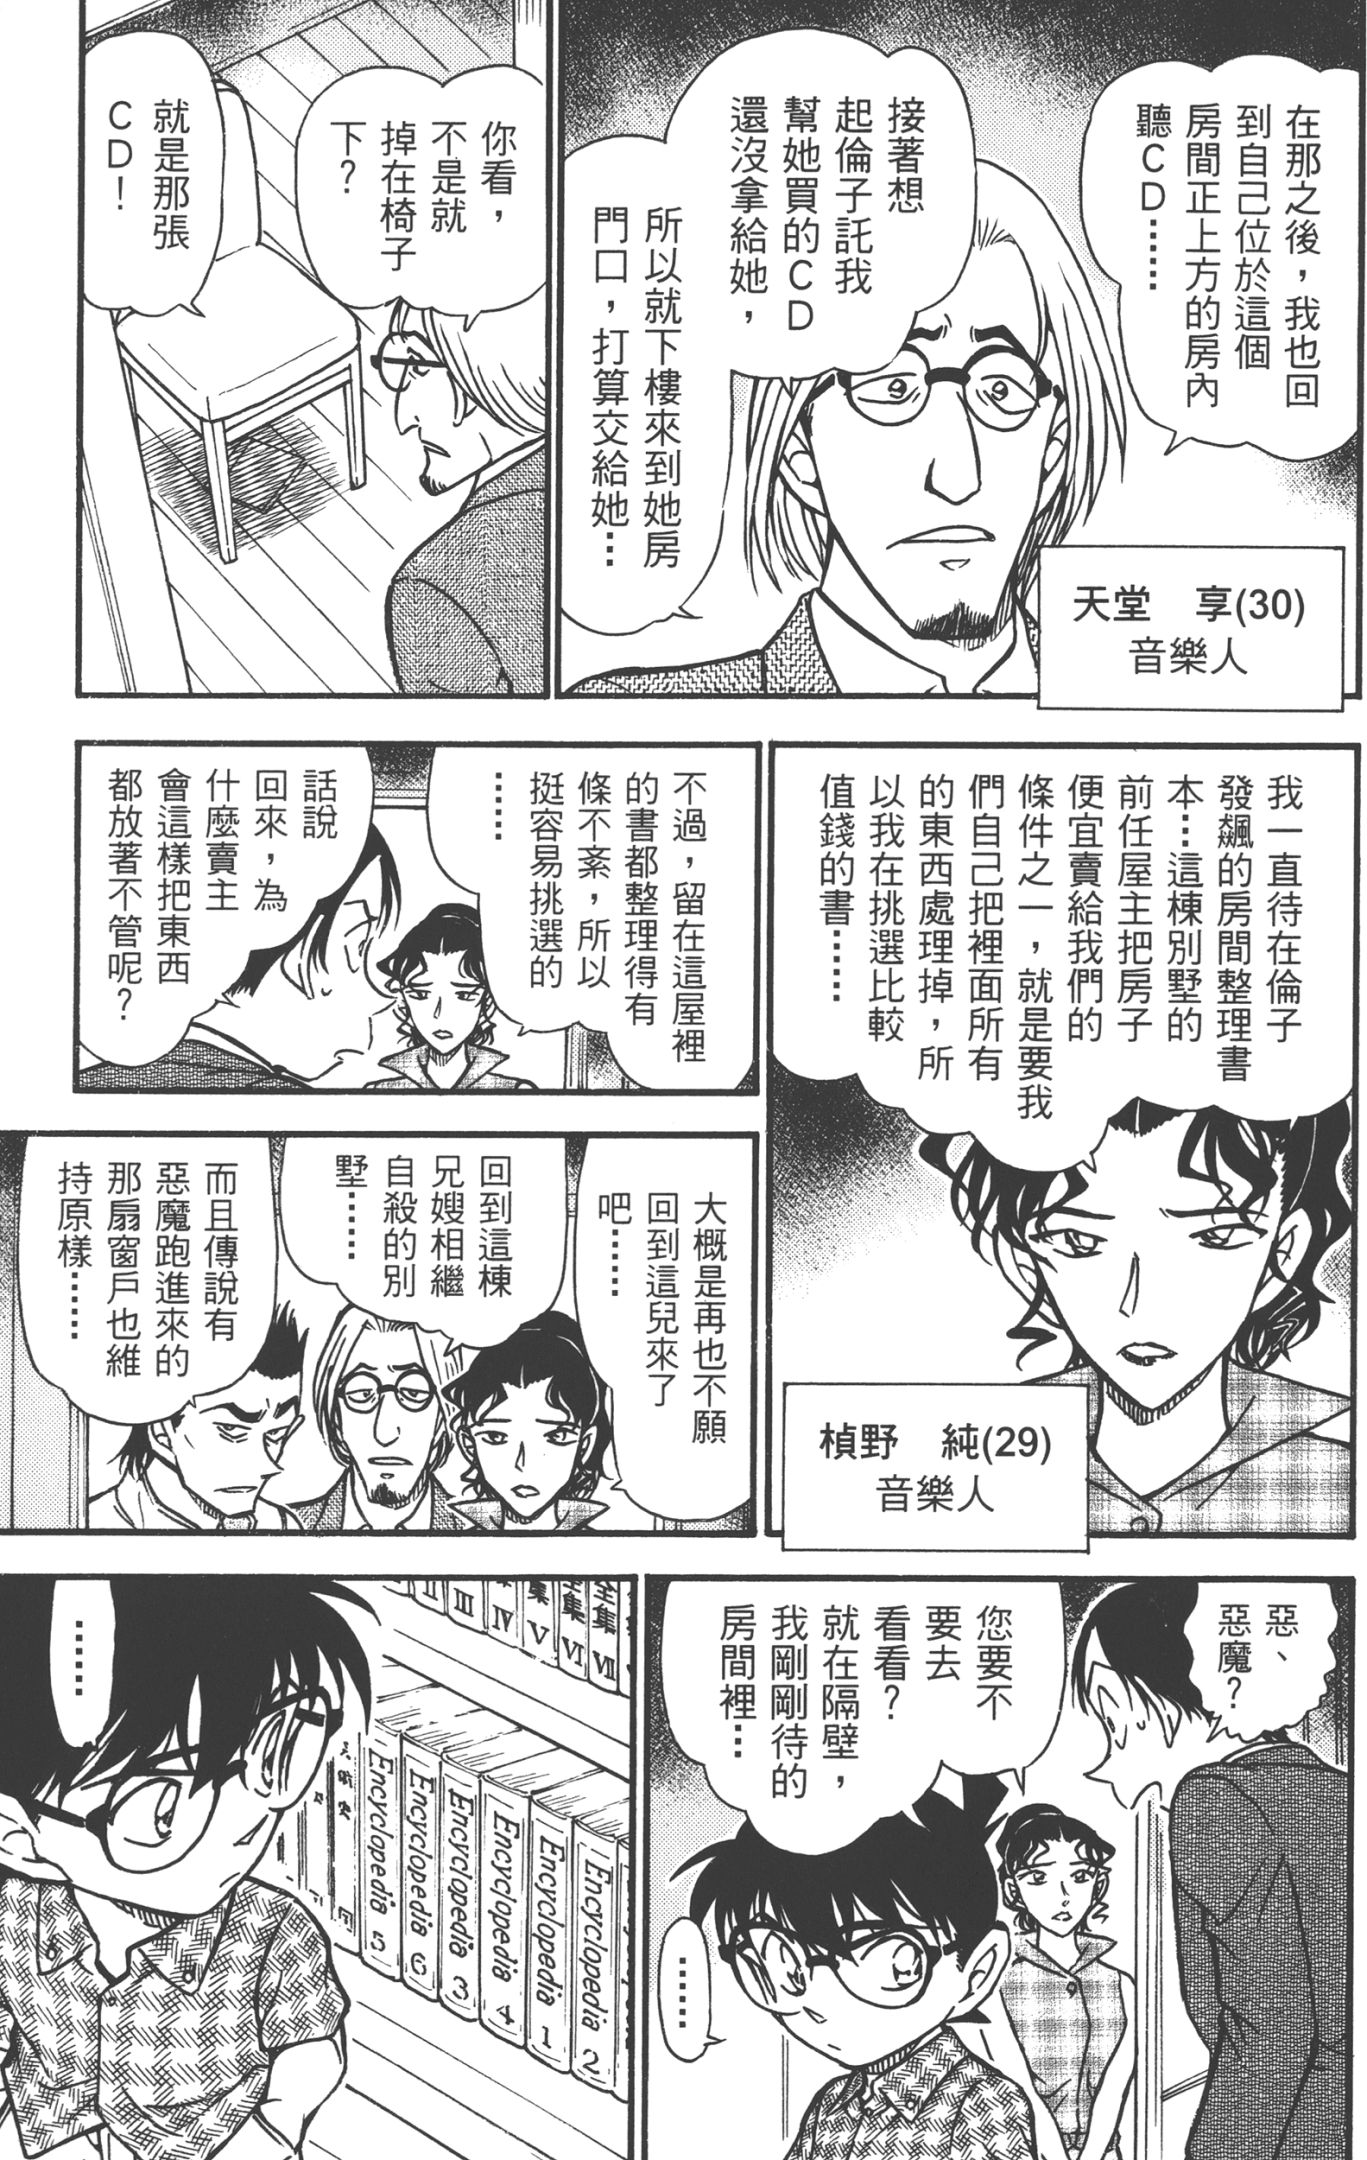 在那之後，我也回
到自己位於這個
房間正上方的房內
聽CD……
接著想
起倫子託我
幫她買的CD
還沒拿給她，
所以就下樓來到她房
門口，打算交給她…
天堂　享(30)
音樂人
你看，
不是就
掉在椅子
下？
就是那張
CD！
我一直待在倫子
發飆的房間整理書
本…這棟別墅的
前任屋主把房子
便宜賣給我們的
條件之一，就是要我
們自己把裡面所有
的東西處理掉，所
以我在挑選比較
值錢的書……
楨野　純(29)
音樂人
不過，留在這屋裡
的書都整理得有
條不紊，所以
挺容易挑選的
……
話說
回來，為
什麼賣主
會這樣把東西
都放著不管呢？
大概是再也不願
回到這兒來了
吧……
回到這棟
兄嫂相繼
自殺的別
墅……
而且傳說有
惡魔跑進來的
那扇窗戶也維
持原樣……
惡、
惡魔？
您要不
要去
看看？
就在隔壁，
我剛剛待的
房間裡…
……
全集 VII
全集 VI
集 V
IV
III
II
Encyclopedia 2
Encyclopedia 1
Encyclopedia 4
Encyclopedia 3
Encyclopedia 6
Encyclopedia 5
……